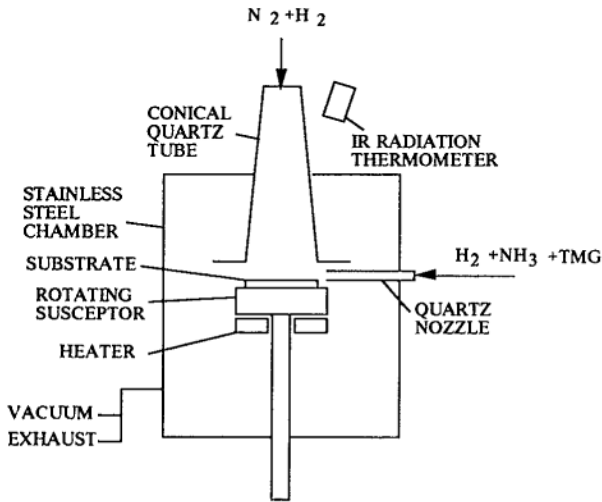 N 2 +H 2
CONICAL
QUARTZ
TUBE
IR RADIATION
THERMOMETER
STAINLESS
STEEL
CHAMBER
SUBSTRATE
H2 +NH3 +TMG
ROTATING
SUSCEPTOR
QUARTZ
NOZZLE
HEATER
VACUUM
EXHAUST